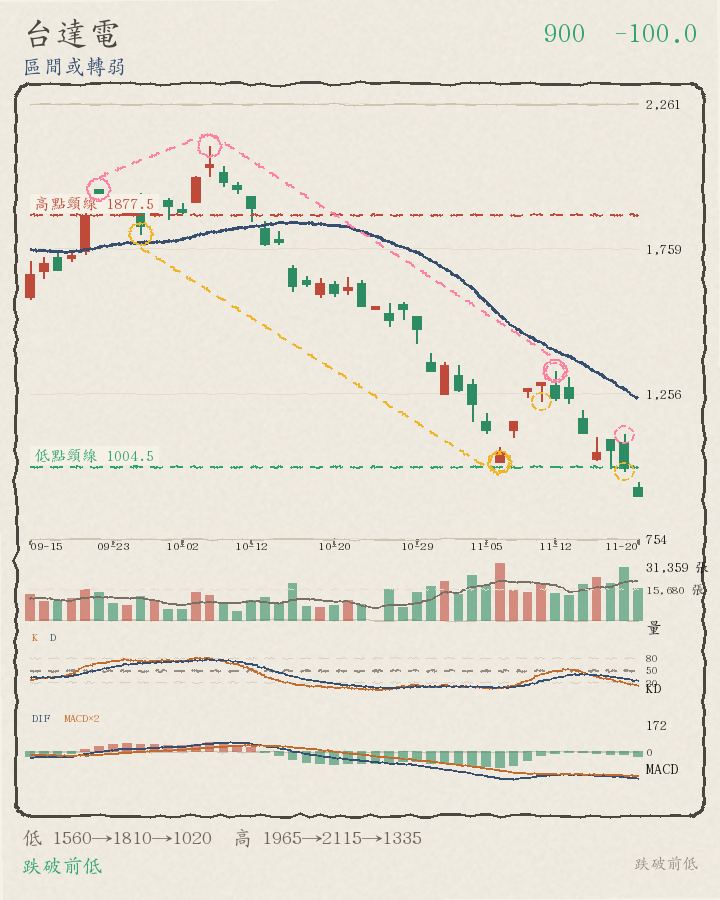 台達電
900 -100.0
區間或轉弱
2,261
高點頸線 1877.5
1,759
1,256
低點頸線 1004.5
754
09-15 09-23 10-02 10-12 10-20 10-29 11-05 11-12 11-20
31,359 張
15,680 張
量
K D
80
50
20
KD
DIF MACD×2
172
0
MACD
低 1560→1810→1020 高 1965→2115→1335
跌破前低
跌破前低